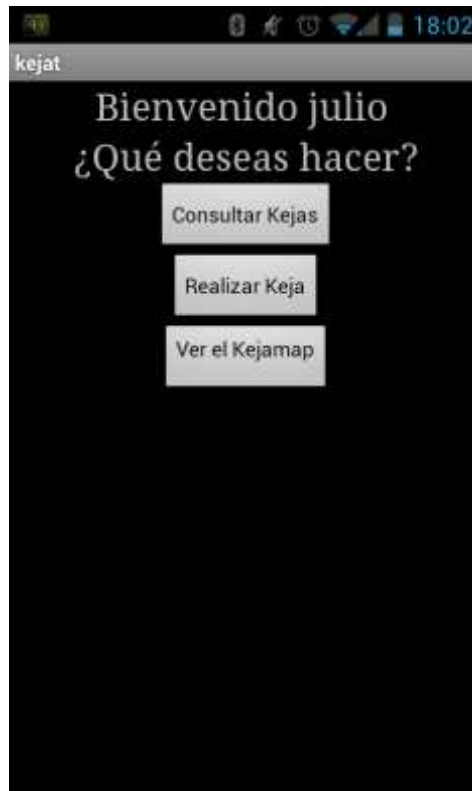 18:02
kejat
Bienvenido julio
¿Qué deseas hacer?
Consultar Kejas
Realizar Keja
Ver el Kejamap